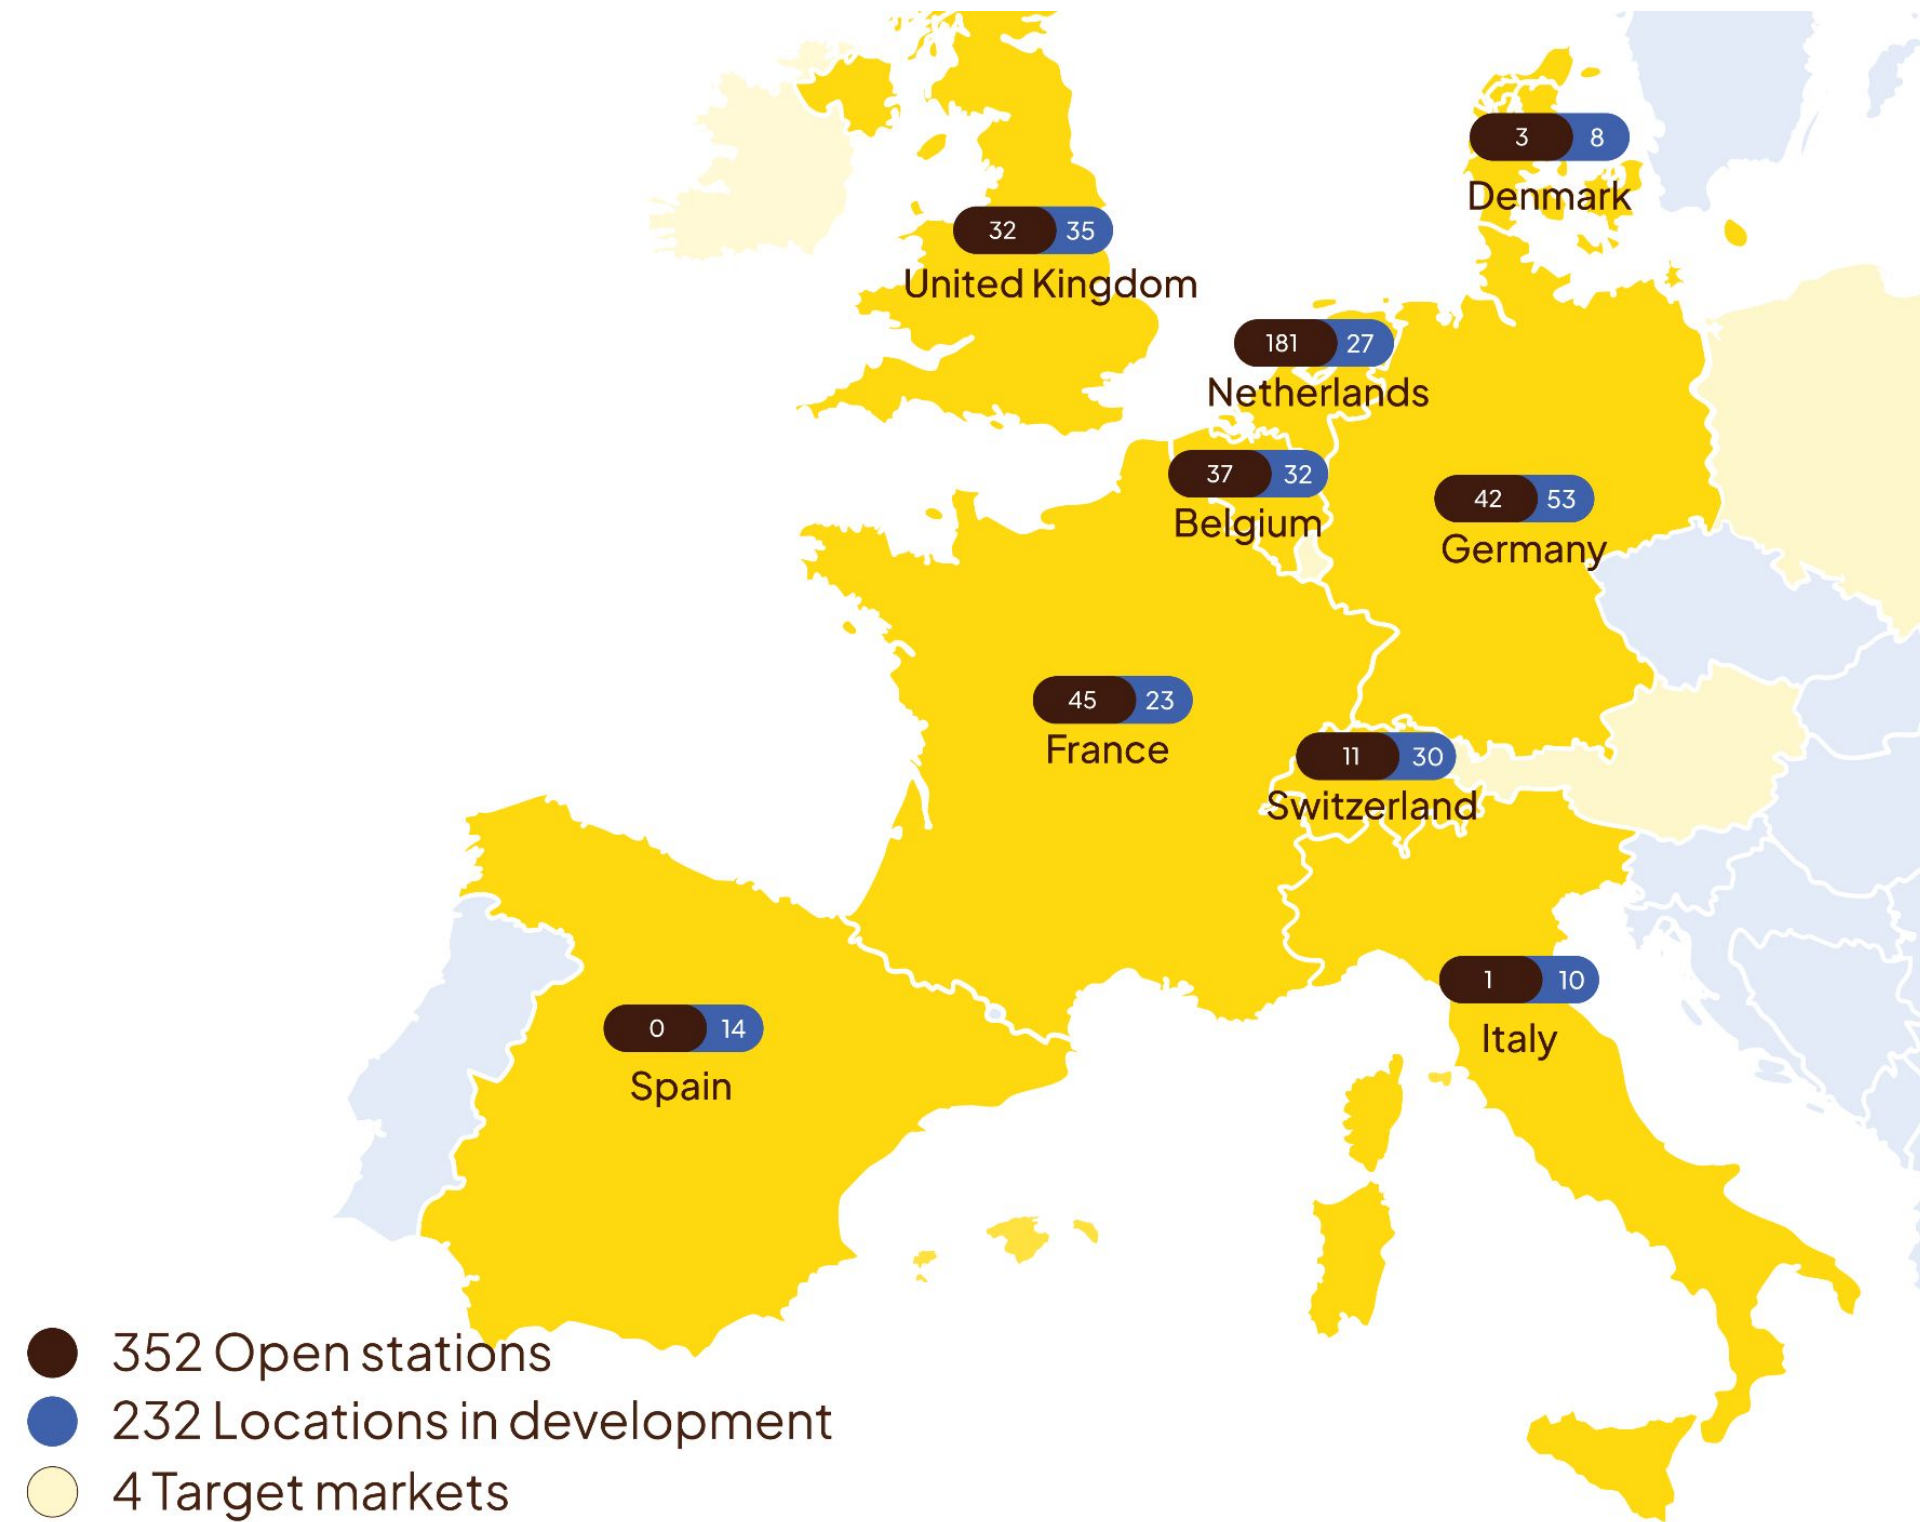 3 8
Denmark
32 35
United Kingdom
181 27
Netherlands
37 32
Belgium
42 53
Germany
45 23
France
11 30
Switzerland
1 10
Italy
0 14
Spain
352 Open stations
232 Locations in development
4 Target markets